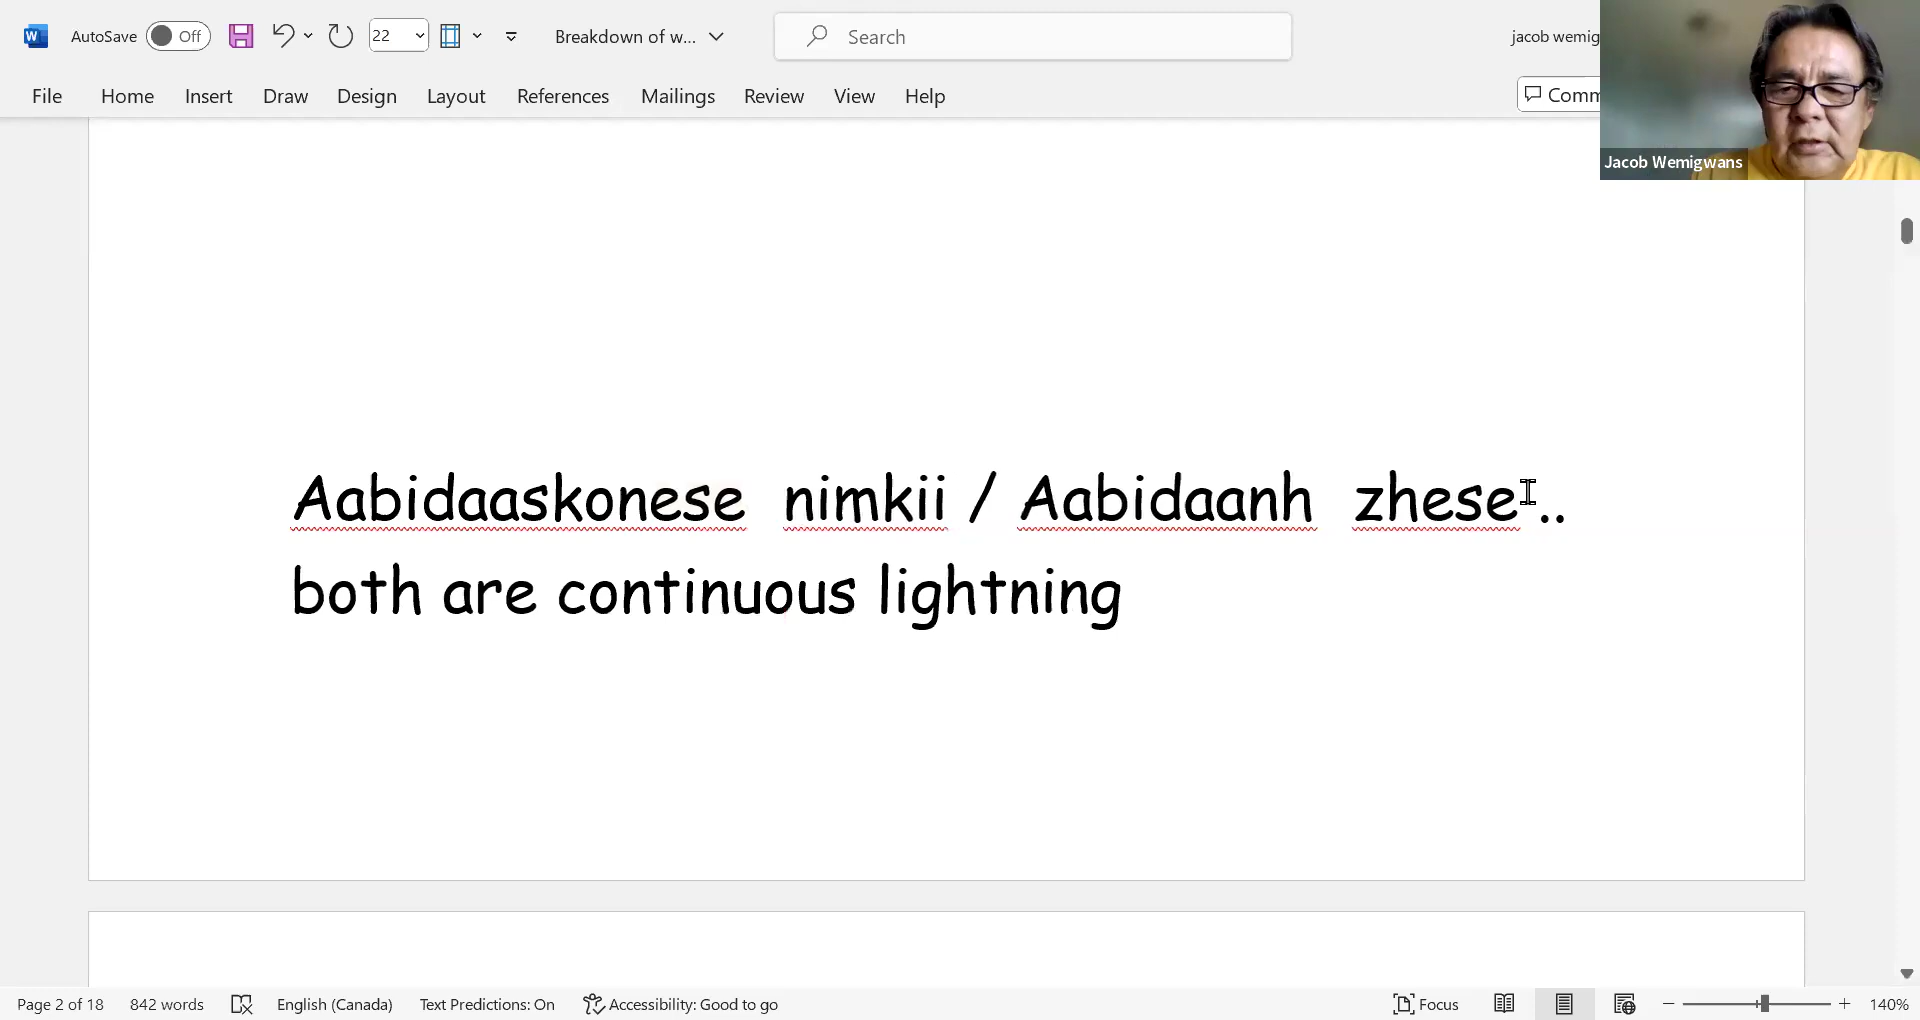 AutoSave Off 22 Breakdown of w... Search jacob wemig
File Home Insert Draw Design Layout References Mailings Review View Help Comm
Jacob Wemigwans
Aabidaaskonese nimkii / Aabidaanh zhese ..
both are continuous lightning
Page 2 of 18 842 words English (Canada) Text Predictions: On Accessibility: Good to go Focus 140%